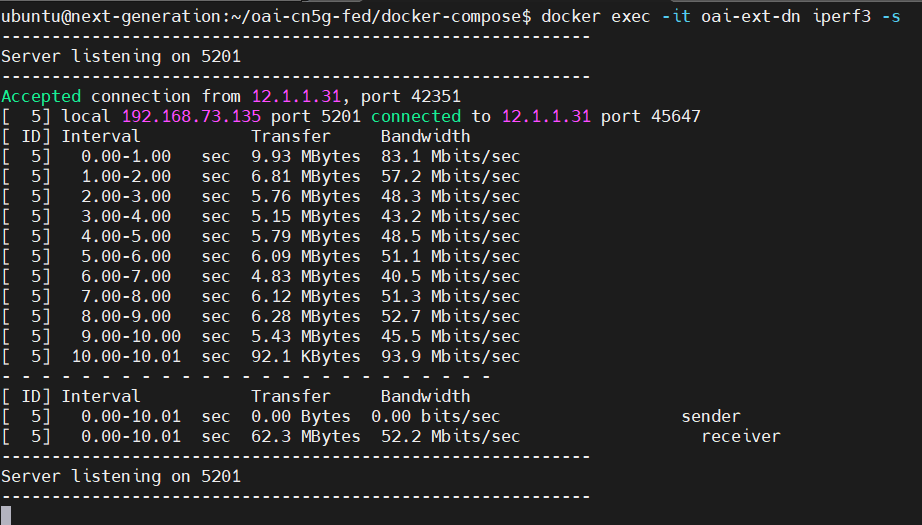 ubuntu@next-generation:~/oai-cn5g-fed/docker-compose$ docker exec -it oai-ext-dn iperf3 -s
-----------------------------------------------------------
Server listening on 5201
-----------------------------------------------------------
Accepted connection from 12.1.1.31, port 42351
[  5] local 192.168.73.135 port 5201 connected to 12.1.1.31 port 45647
[ ID] Interval           Transfer     Bandwidth
[  5]   0.00-1.00   sec  9.93 MBytes  83.1 Mbits/sec
[  5]   1.00-2.00   sec  6.81 MBytes  57.2 Mbits/sec
[  5]   2.00-3.00   sec  5.76 MBytes  48.3 Mbits/sec
[  5]   3.00-4.00   sec  5.15 MBytes  43.2 Mbits/sec
[  5]   4.00-5.00   sec  5.79 MBytes  48.5 Mbits/sec
[  5]   5.00-6.00   sec  6.09 MBytes  51.1 Mbits/sec
[  5]   6.00-7.00   sec  4.83 MBytes  40.5 Mbits/sec
[  5]   7.00-8.00   sec  6.12 MBytes  51.3 Mbits/sec
[  5]   8.00-9.00   sec  6.28 MBytes  52.7 Mbits/sec
[  5]   9.00-10.00  sec  5.43 MBytes  45.5 Mbits/sec
[  5]  10.00-10.01  sec  92.1 KBytes  93.9 Mbits/sec
- - - - - - - - - - - - - - - - - - - - - - - - -
[ ID] Interval           Transfer     Bandwidth
[  5]   0.00-10.01  sec  0.00 Bytes  0.00 bits/sec                  sender
[  5]   0.00-10.01  sec  62.3 MBytes  52.2 Mbits/sec                  receiver
-----------------------------------------------------------
Server listening on 5201
-----------------------------------------------------------